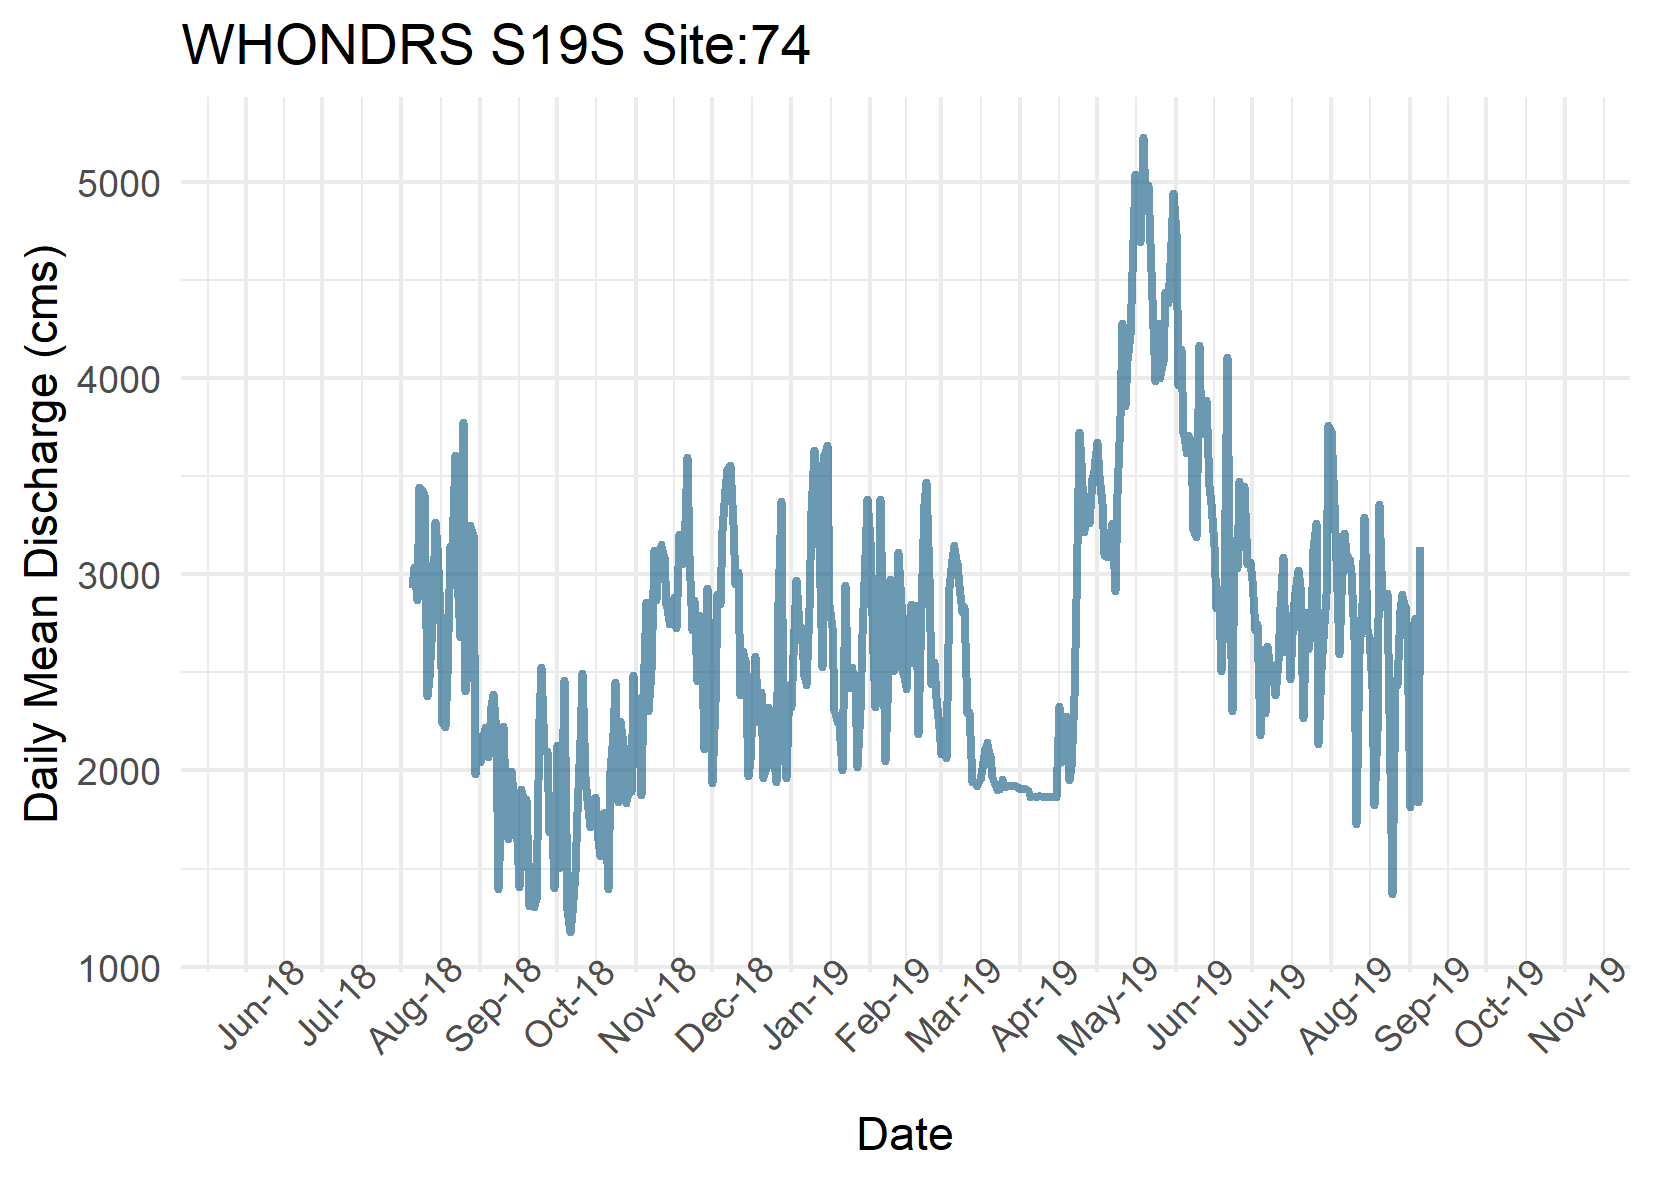 WHONDRS S19S Site:74
Daily Mean Discharge (cms)
5000
4000
3000
2000
1000
Jun-18
Jul-18
Aug-18
Sep-18
Oct-18
Nov-18
Dec-18
Jan-19
Feb-19
Mar-19
Apr-19
May-19
Jun-19
Jul-19
Aug-19
Sep-19
Oct-19
Nov-19
Date